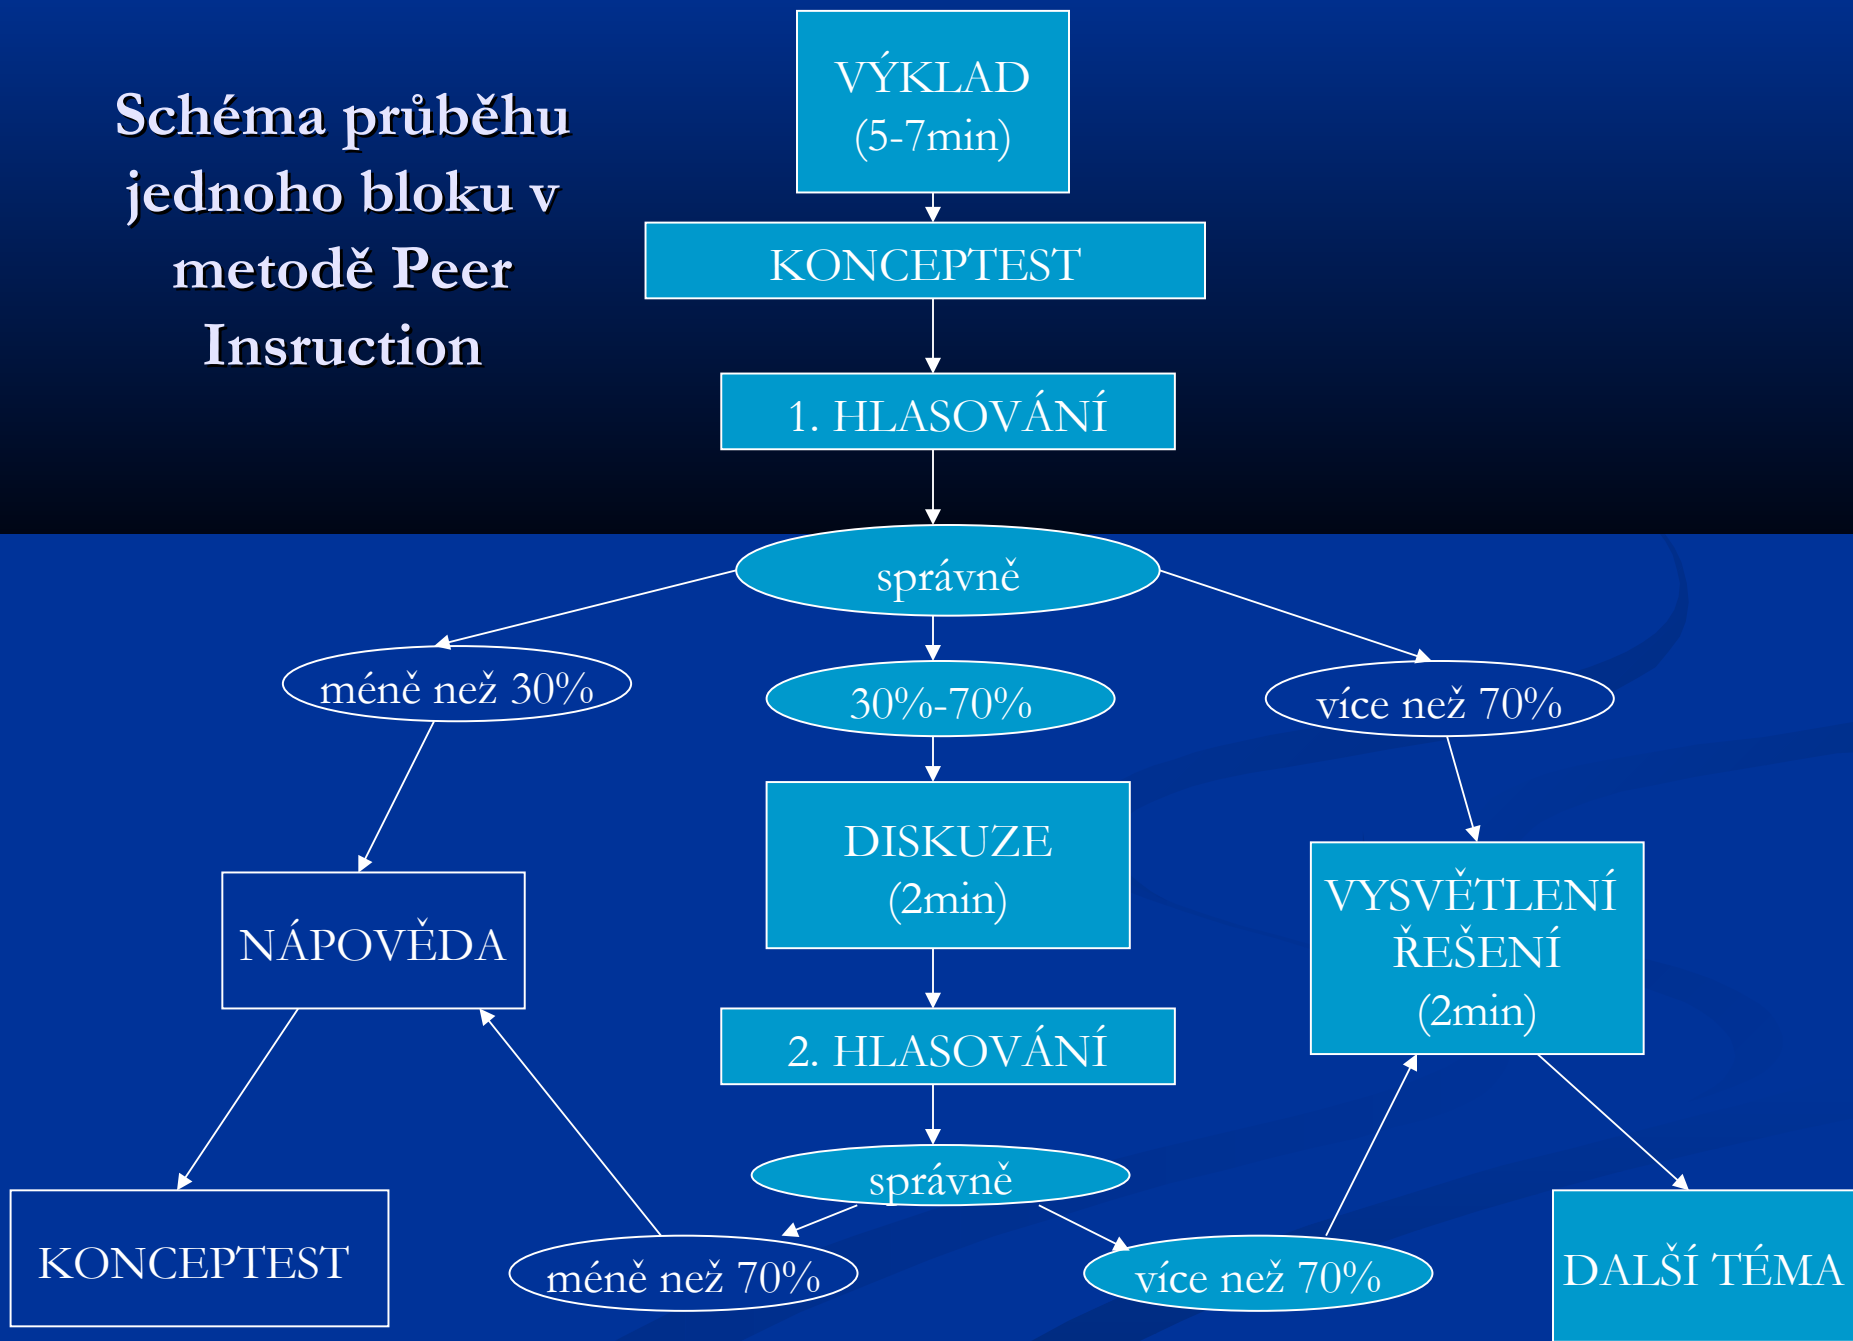 Schéma průběhu
jednoho bloku v
metodě Peer
Insruction
VÝKLAD
(5-7min)
KONCEPTEST
1. HLASOVÁNÍ
správně
méně než 30%
30%-70%
více než 70%
DISKUZE
(2min)
NÁPOVĚDA
VYSVĚTLENÍ
ŘEŠENÍ
(2min)
2. HLASOVÁNÍ
správně
KONCEPTEST
méně než 70%
více než 70%
DALŠÍ TÉMA